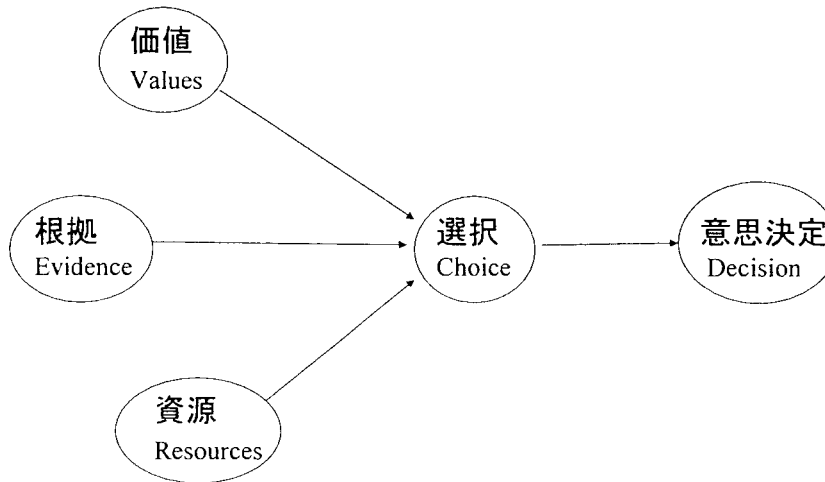 価値
Values
根拠
Evidence
選択
Choice
意思決定
Decision
資源
Resources